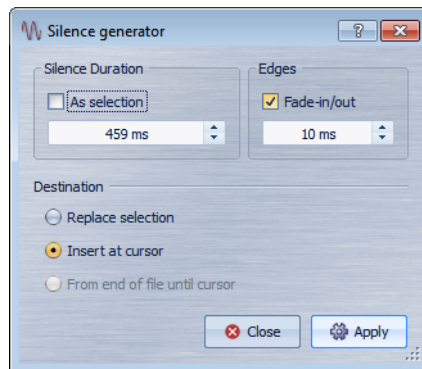 Silence generator
?
Silence Duration
Edges
As selection
Fade-in/out
459 ms
10 ms
Destination
Replace selection
Insert at cursor
From end of file until cursor
Close
Apply